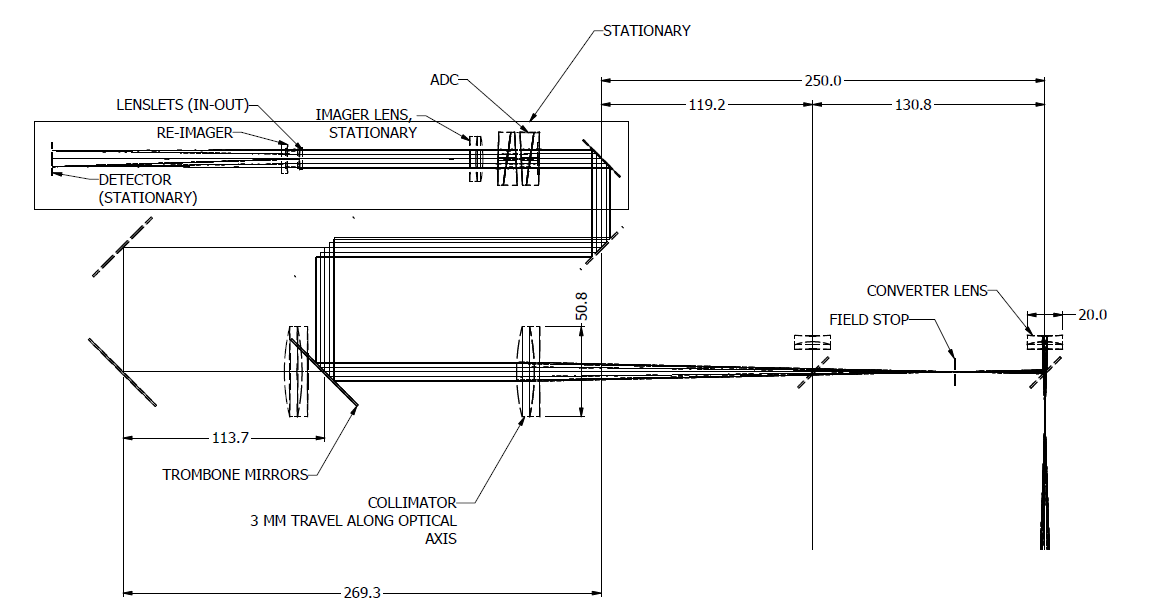 STATIONARY
ADC
250.0
LENSLETS (IN-OUT)
119.2
130.8
IMAGER LENS,
STATIONARY
RE-IMAGER
DETECTOR
(STATIONARY)
CONVERTER LENS
50.8
FIELD STOP
20.0
113.7
TROMBONE MIRRORS
COLLIMATOR
3 MM TRAVEL ALONG OPTICAL
AXIS
269.3